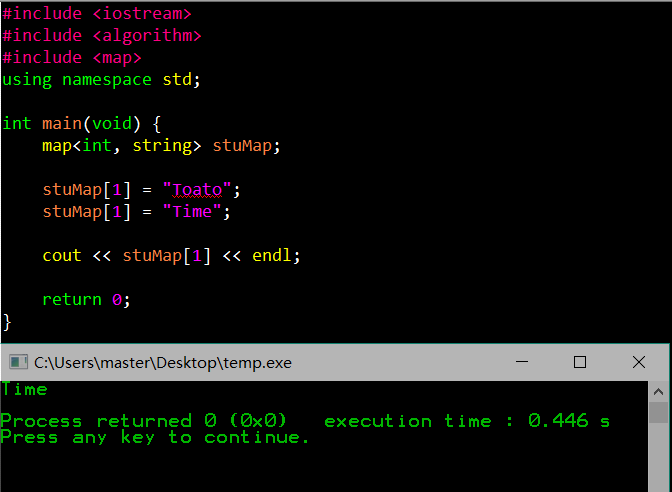 #include <iostream>
#include <algorithm>
#include <map>
using namespace std;
int main(void) {
map<int, string> stuMap;
stuMap[1] = "Toato";
stuMap[1] = "Time";
cout << stuMap[1] << endl;
return 0;
}
C:\Users\master\Desktop\temp.exe
Time
Process returned 0 (0x0)   execution time : 0.446 s
Press any key to continue.